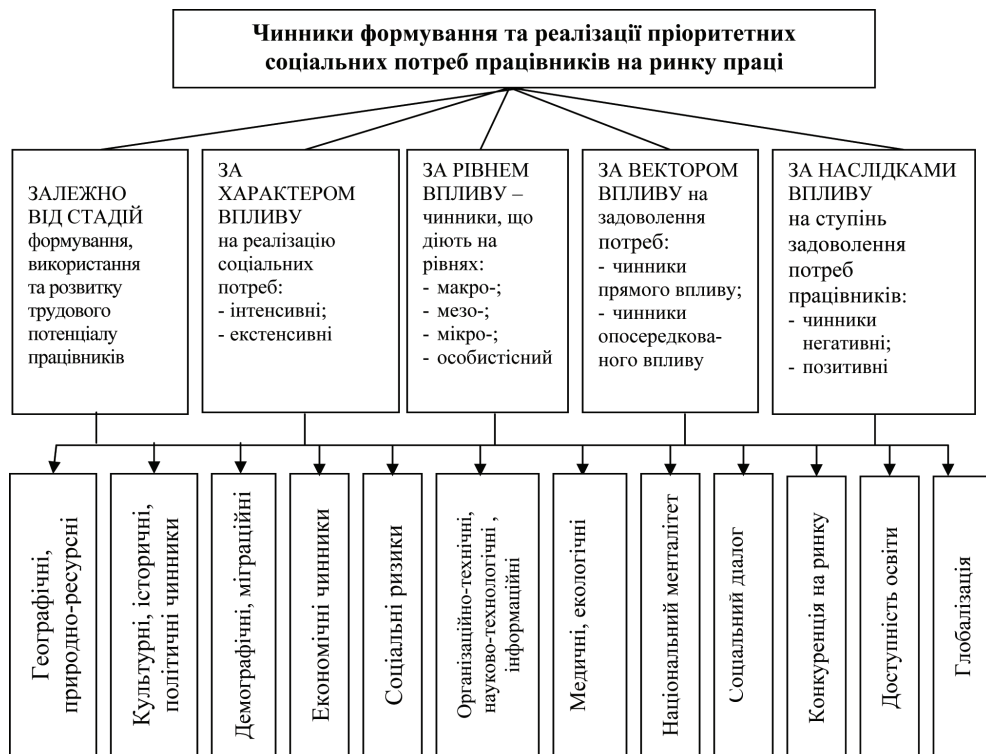 Чинники формування та реалізації пріоритетних
соціальних потреб працівників на ринку праці
ЗАЛЕЖНО
ВІД СТАДІЙ
формування,
використання
та розвитку
трудового
потенціалу
працівників
ЗА
ХАРАКТЕРОМ
ВПЛИВУ
на реалізацію
соціальних
потреб:
- інтенсивні;
- екстенсивні
ЗА РІВНЕМ
ВПЛИВУ –
чинники, що
діють на
рівнях:
- макро-;
- мезо-;
- мікро-;
- особистісний
ЗА ВЕКТОРОМ
ВПЛИВУ на
задоволення
потреб:
- чинники
прямого впливу;
- чинники
опосередкова-
ного впливу
ЗА НАСЛІДКАМИ
ВПЛИВУ
на ступінь
задоволення
потреб
працівників:
- чинники
негативні;
- позитивні
Географічні,
природно-ресурсні
Культурні, історичні,
політичні чинники
Демографічні, міграційні
Економічні чинники
Соціальні ризики
Організаційно-технічні,
науково-технологічні ,
інформаційні
Медичні, екологічні
Національний менталітет
Соціальний діалог
Конкуренція на ринку
Доступність освіти
Глобалізація